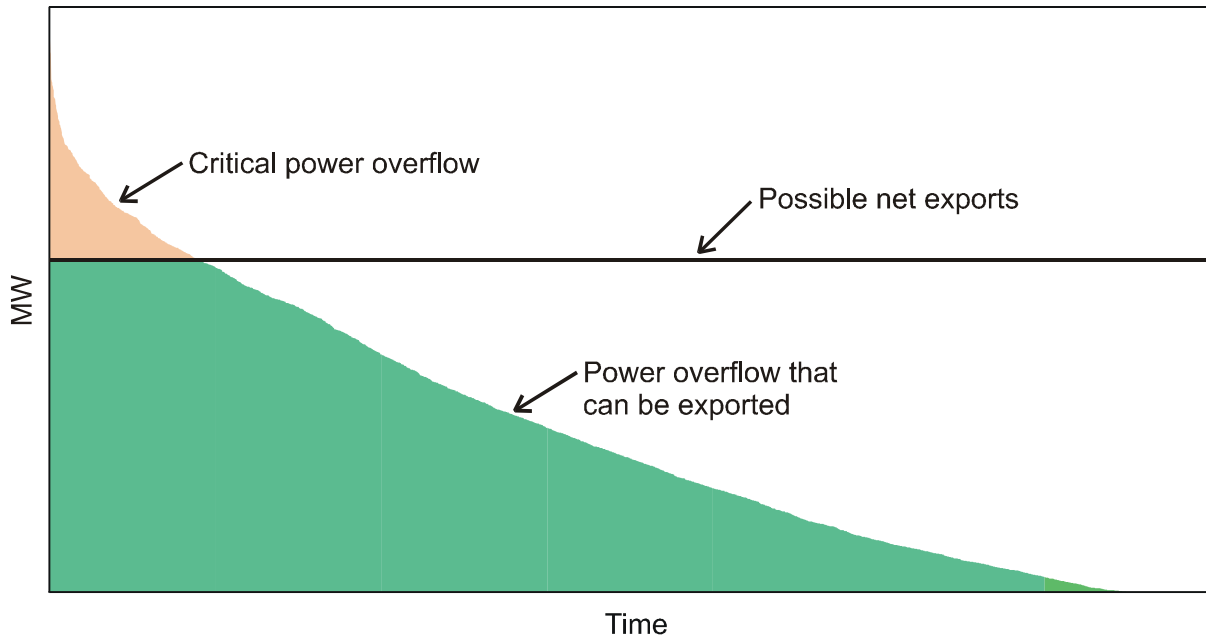 Critical power overflow
Possible net exports
MW
Power overflow that
can be exported
Time